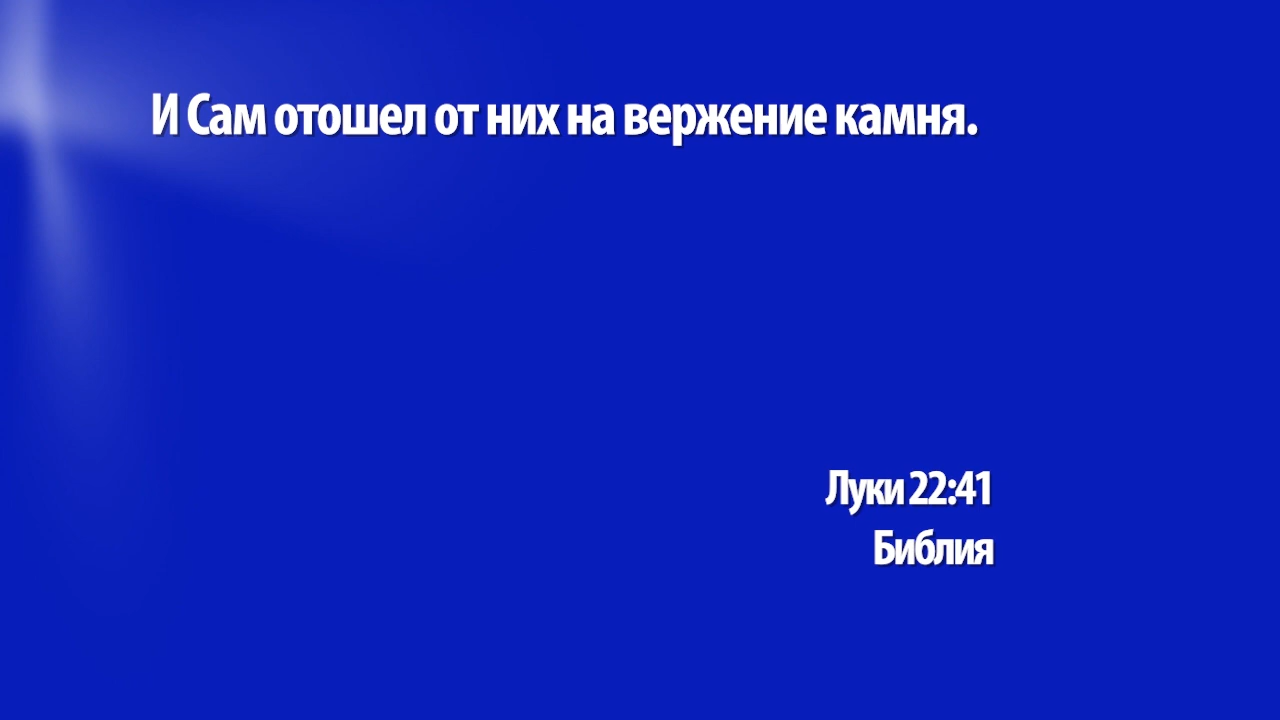 И Сам отошел от них на вержение камня.
Луки 22:41
Библия